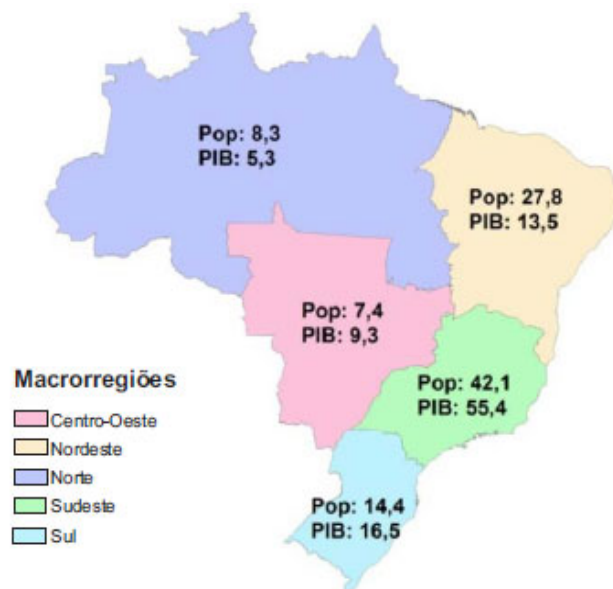 Pop: 8,3
PIB: 5,3
Pop: 27,8
PIB: 13,5
Pop: 7,4
PIB: 9,3
Pop: 42,1
PIB: 55,4
Pop: 14,4
PIB: 16,5
Macrorregiões
Centro-Oeste
Nordeste
Norte
Sudeste
Sul